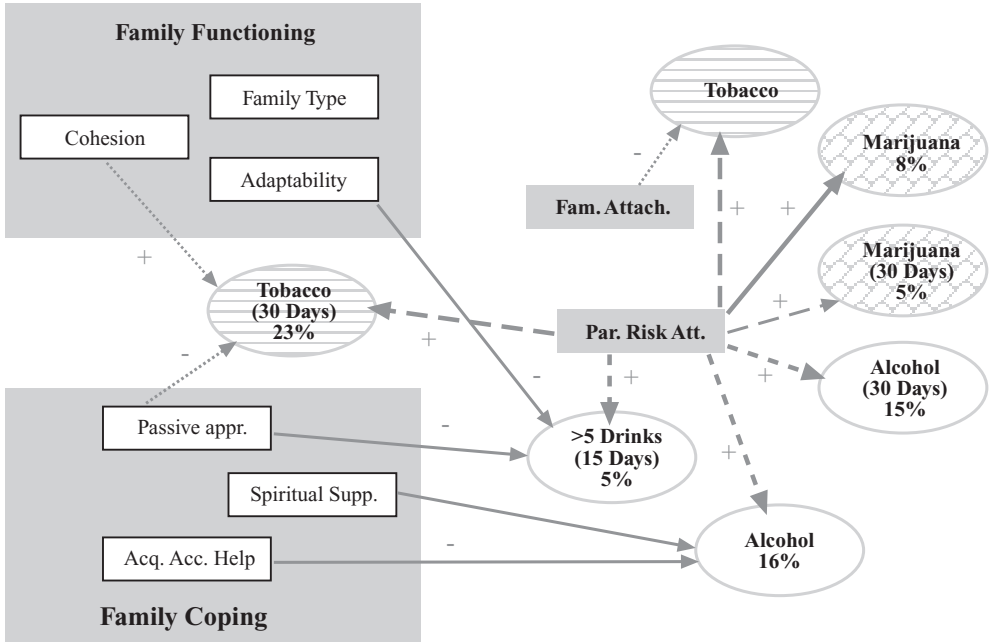 Family Functioning
Family Type
Cohesion
Adaptability
Tobacco
Marijuana
8%
-
Fam. Attach.
+
+
Marijuana
(30 Days)
5%
+
Tobacco
(30 Days)
23%
+
Par. Risk Att.
+
-
+
-
+
+
Alcohol
(30 Days)
15%
Passive appr.
-
>5 Drinks
(15 Days)
5%
+
Spiritual Supp.
Acq. Acc. Help
-
Alcohol
16%
Family Coping